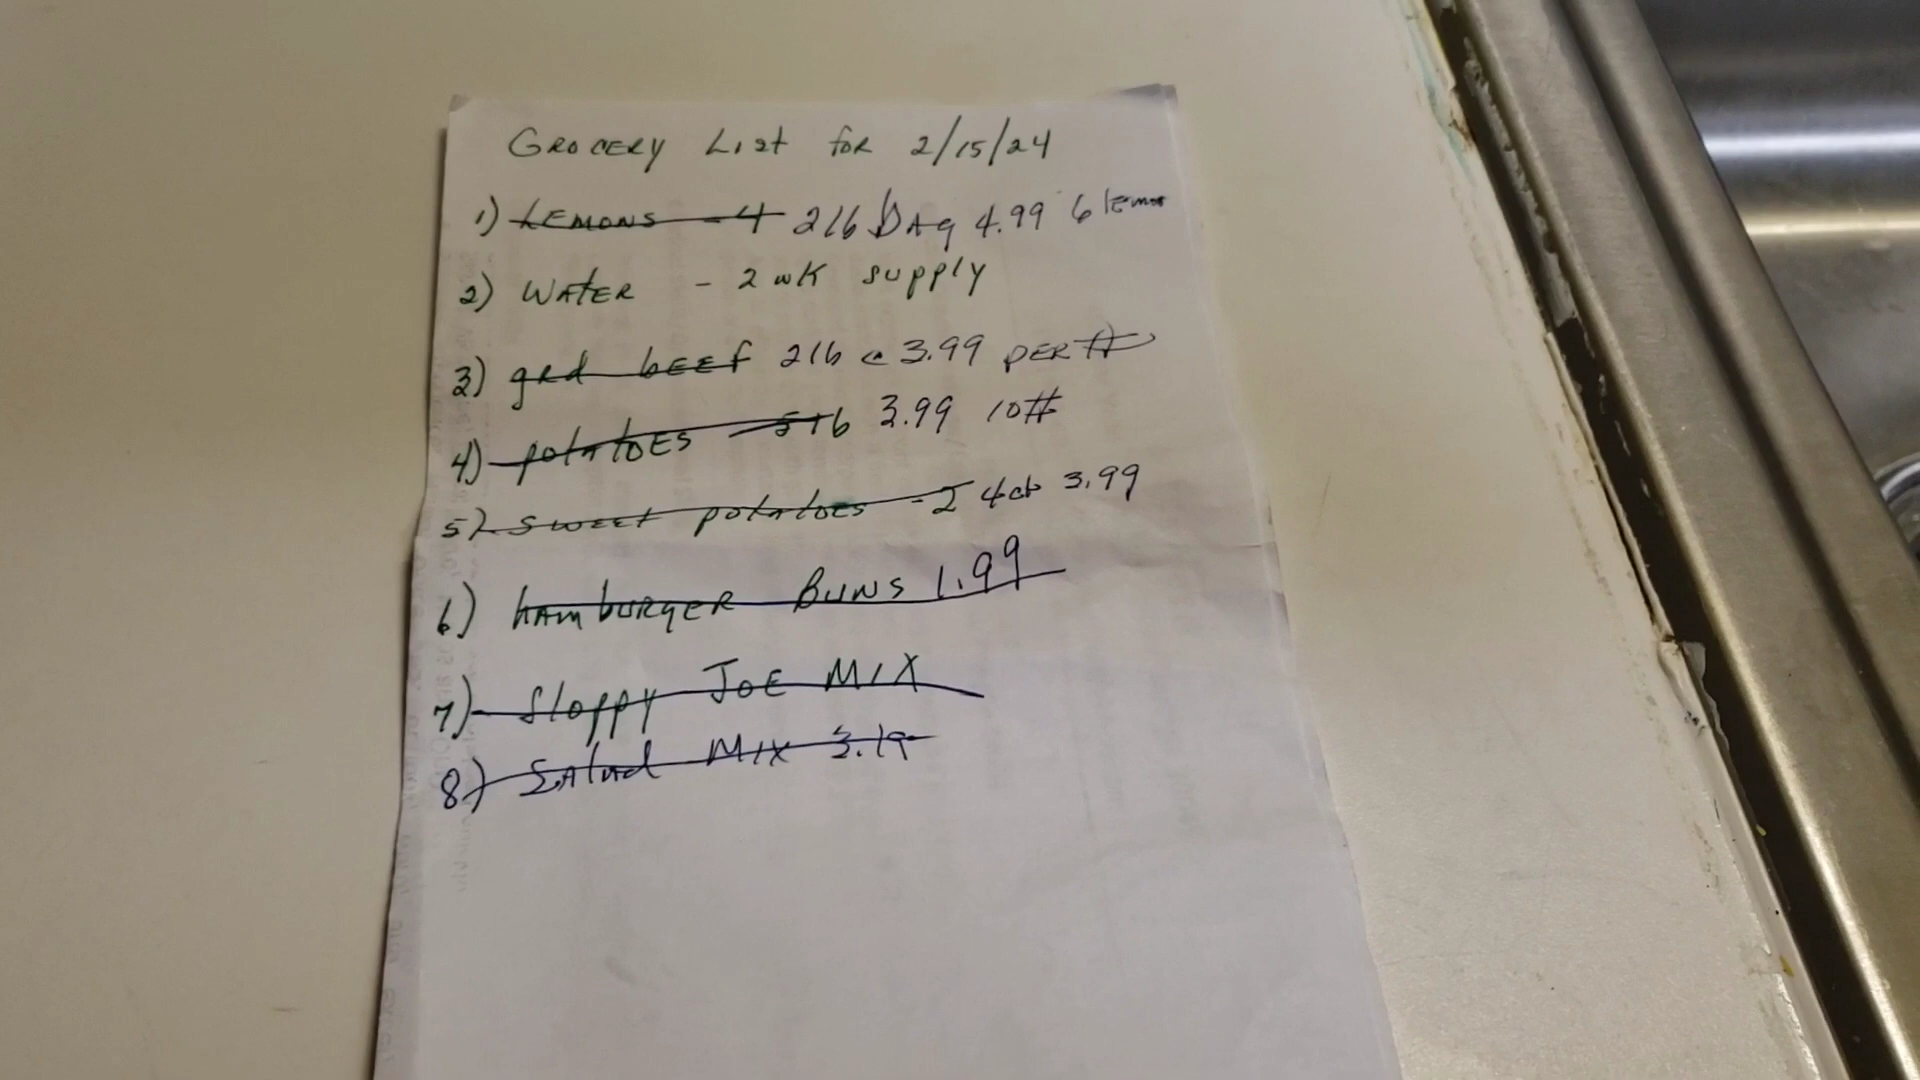 GROCERY LIST for 2/15/24
1) LEMONS - 4 2lb BAg 4.99 6 lemon
2) WATER - 2 wk supply
3) gRd bEEf 2lb @ 3.99 pER #
4) potAtoES 5lb 3.99 10#
5) SwEEt potAtoes - 2 4ct 3.99
6) hAmbuRgER BuNS 1.99
7) Sloppy JOE MIX
8) SALAd MIX 3.19